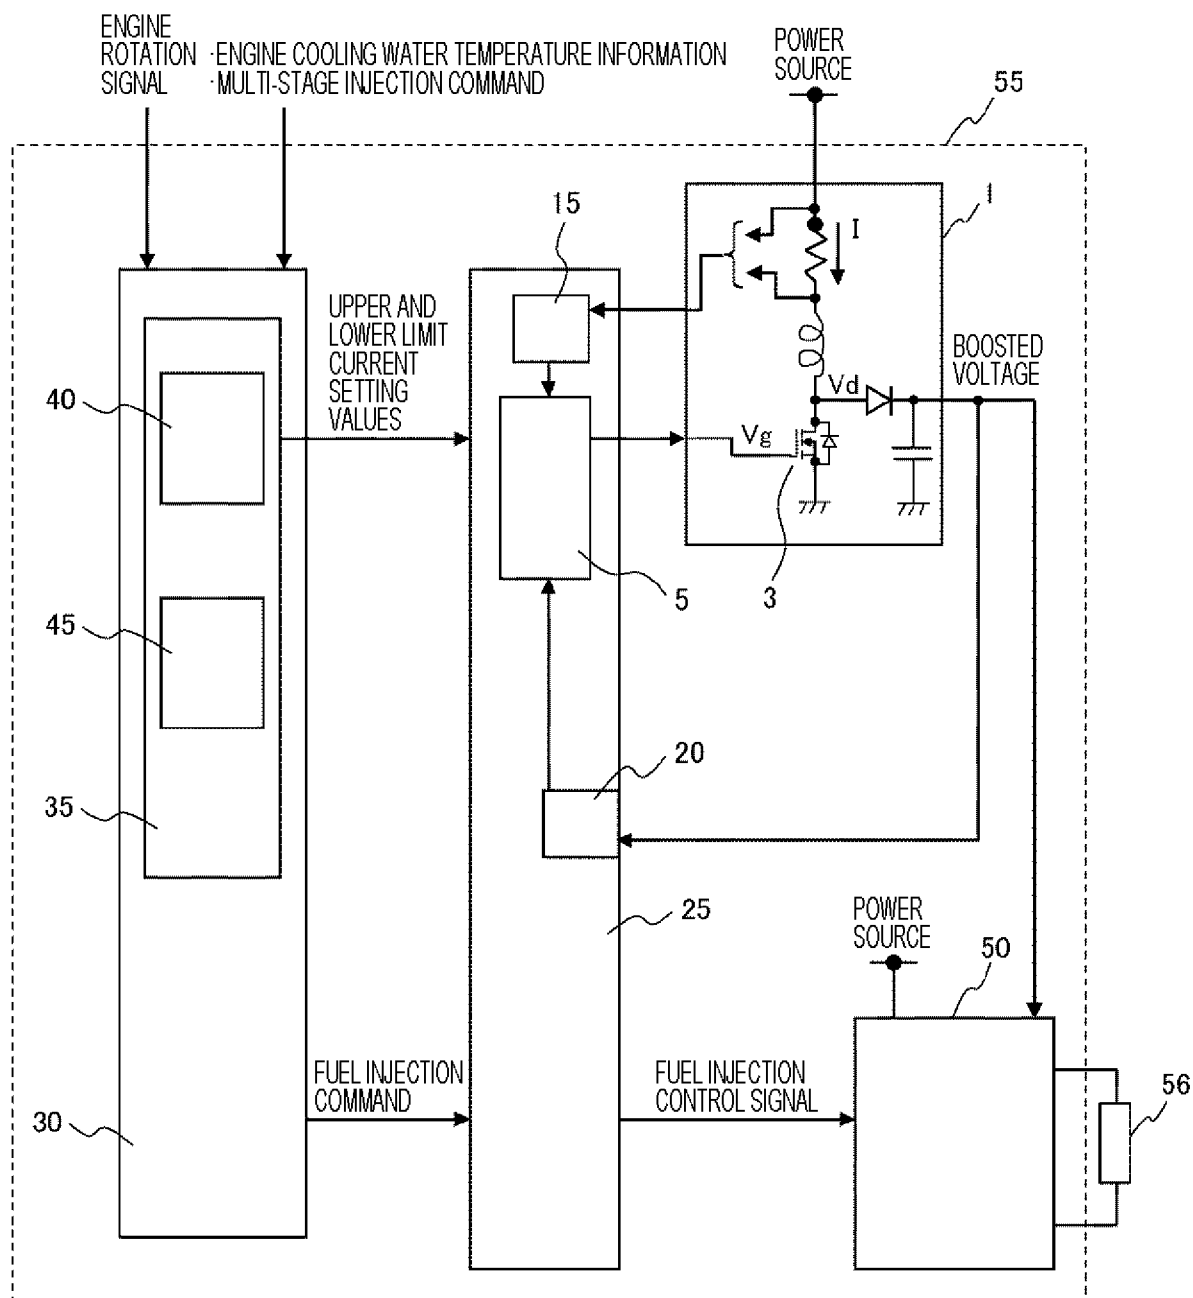 ENGINE
ROTATION
SIGNAL
·ENGINE COOLING WATER TEMPERATURE INFORMATION
·MULTI-STAGE INJECTION COMMAND
POWER
SOURCE
55
15
1
I
UPPER AND
LOWER LIMIT
CURRENT
SETTING
VALUES
BOOSTED
VOLTAGE
Vd
40
Vg
3
5
45
20
35
25
POWER
SOURCE
50
FUEL INJECTION
COMMAND
FUEL INJECTION
CONTROL SIGNAL
56
30